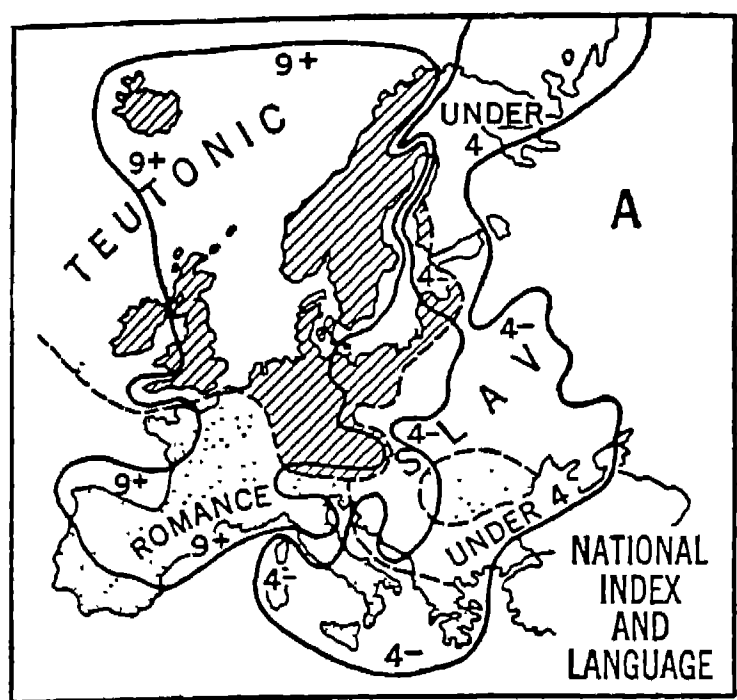 9+
UNDER
4
9+
TEUTONIC
A
4-
4-
SLAV
4-
9+
ROMANCE
9+
UNDER 4
4-
4-
NATIONAL
INDEX
AND
LANGUAGE